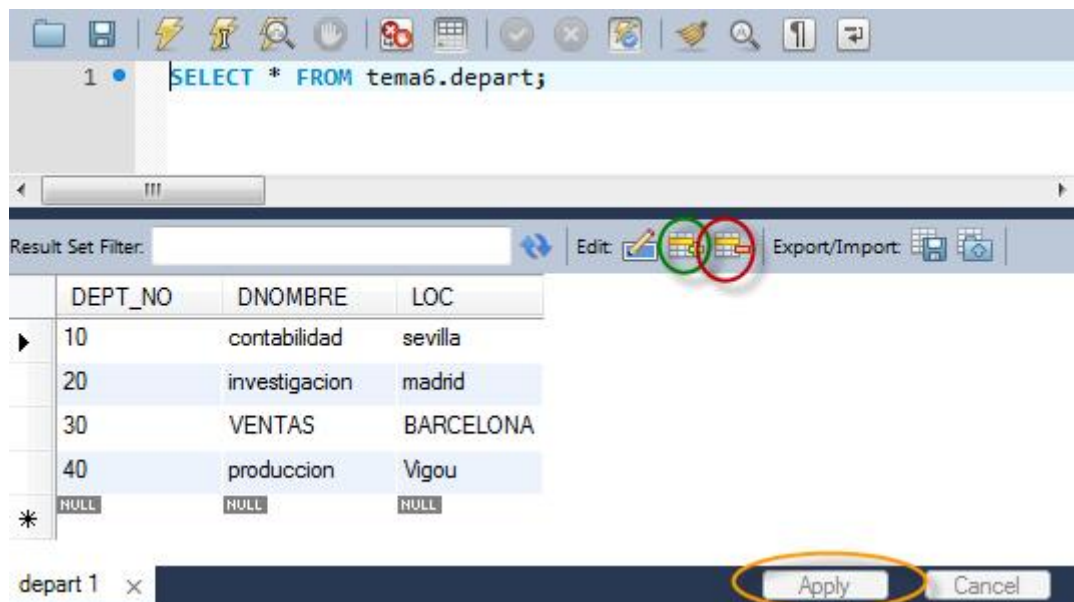 1 SELECT * FROM tema6.depart;
Result Set Filter: Edit: Export/Import:
DEPT_NO DNOMBRE LOC
10 contabilidad sevilla
20 investigacion madrid
30 VENTAS BARCELONA
40 produccion Vigou
NULL NULL NULL
depart 1 Apply Cancel